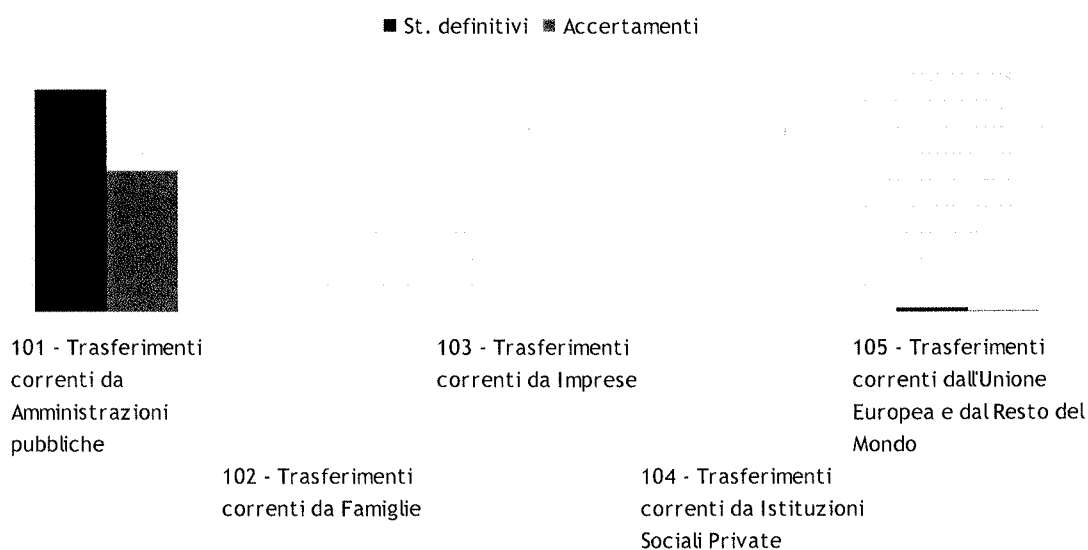 St. definitivi Accertamenti
101 - Trasferimenti
correnti da
Amministrazioni
pubbliche
102 - Trasferimenti
correnti da Famiglie
103 - Trasferimenti
correnti da Imprese
104 - Trasferimenti
correnti da Istituzioni
Sociali Private
105 - Trasferimenti
correnti dall'Unione
Europea e dal Resto del
Mondo